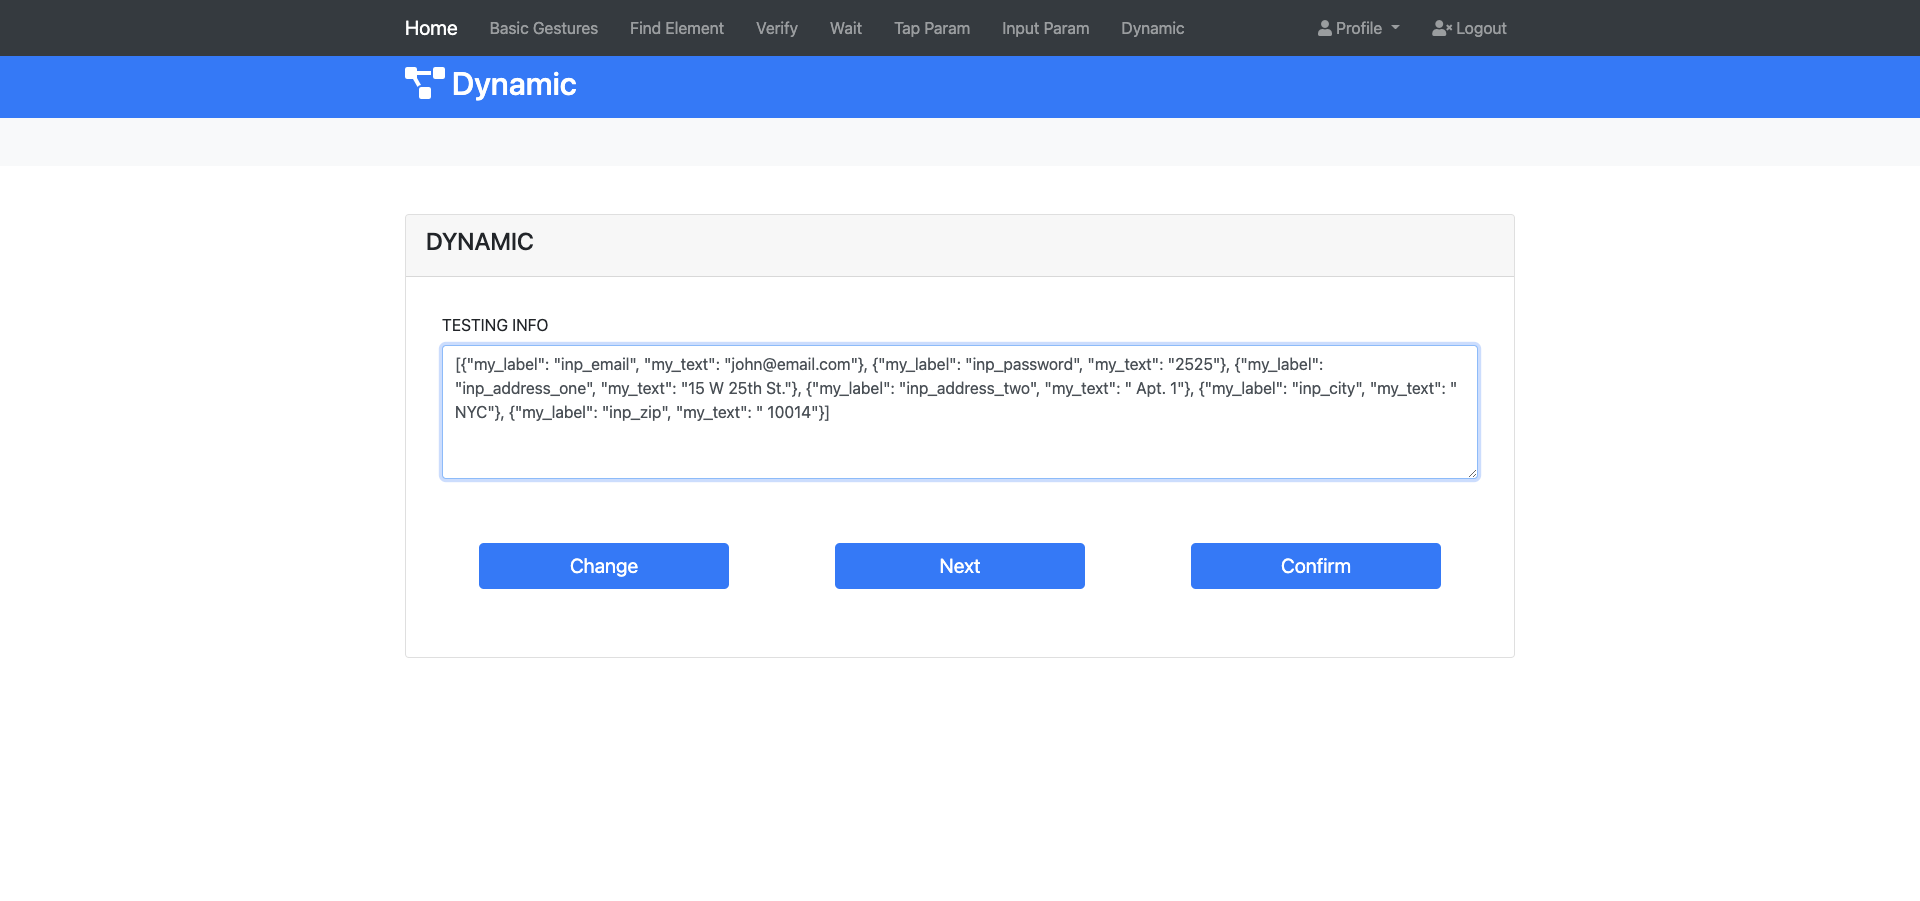 Home Basic Gestures Find Element Verify Wait Tap Param Input Param Dynamic Profile Logout
Dynamic
DYNAMIC
TESTING INFO
[{"my_label": "inp_email", "my_text": "john@email.com"}, {"my_label": "inp_password", "my_text": "2525"}, {"my_label":
"inp_address_one", "my_text": "15 W 25th St."}, {"my_label": "inp_address_two", "my_text": " Apt. 1"}, {"my_label": "inp_city", "my_text": "
NYC"}, {"my_label": "inp_zip", "my_text": " 10014"}]
Change Next Confirm